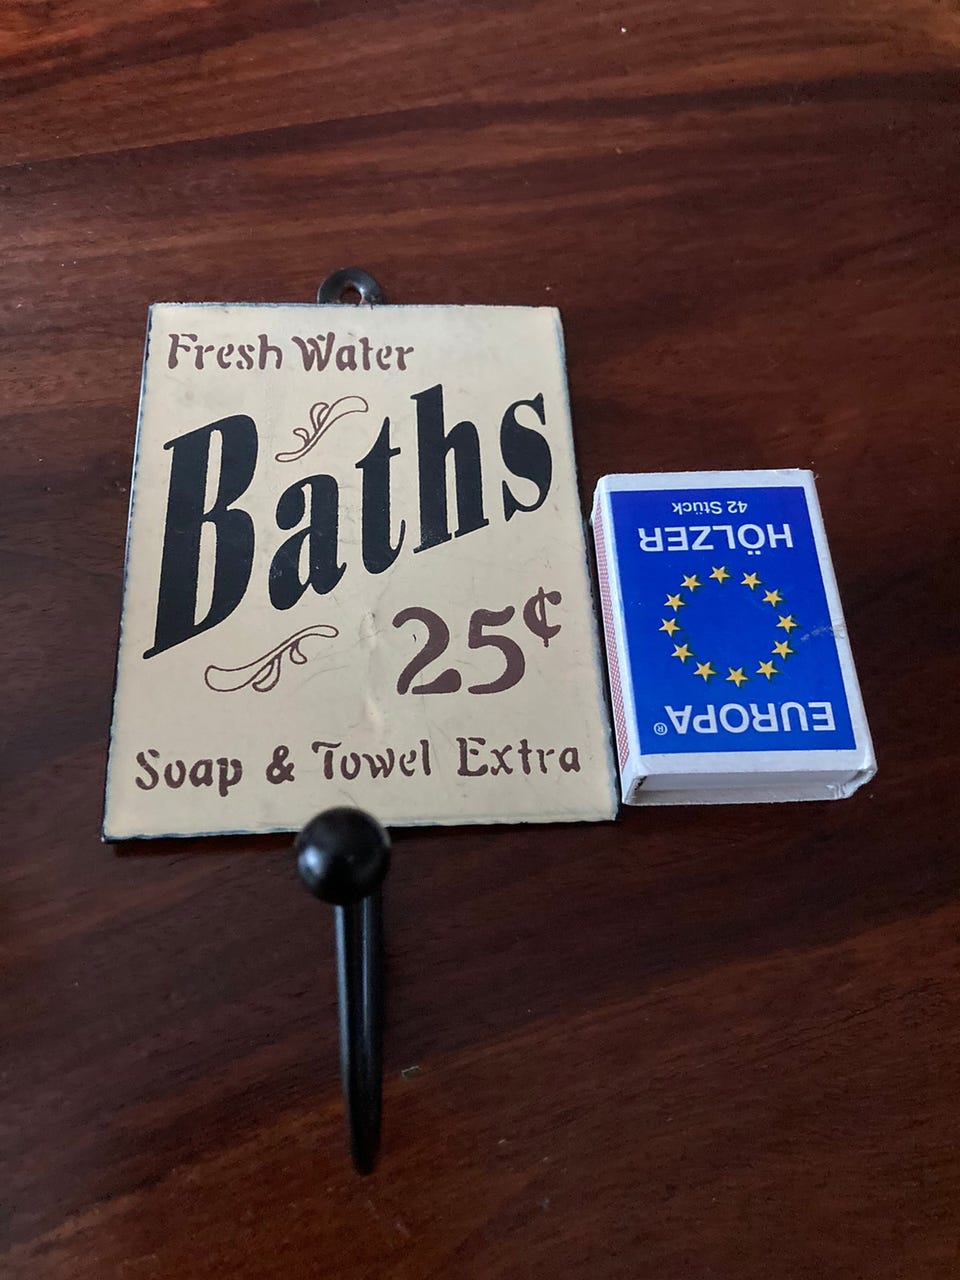 Fresh Water
Baths
25¢
Soap & Towel Extra
EUROPA®
HÖLZER
42 Stück